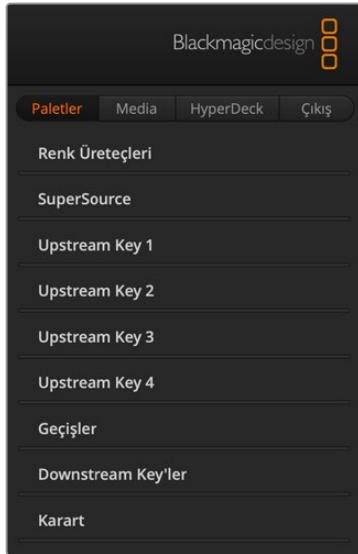 Blackmagicdesign
Paletler Media HyperDeck Çıkış
Renk Üreteçleri
SuperSource
Upstream Key 1
Upstream Key 2
Upstream Key 3
Upstream Key 4
Geçişler
Downstream Key'ler
Karart